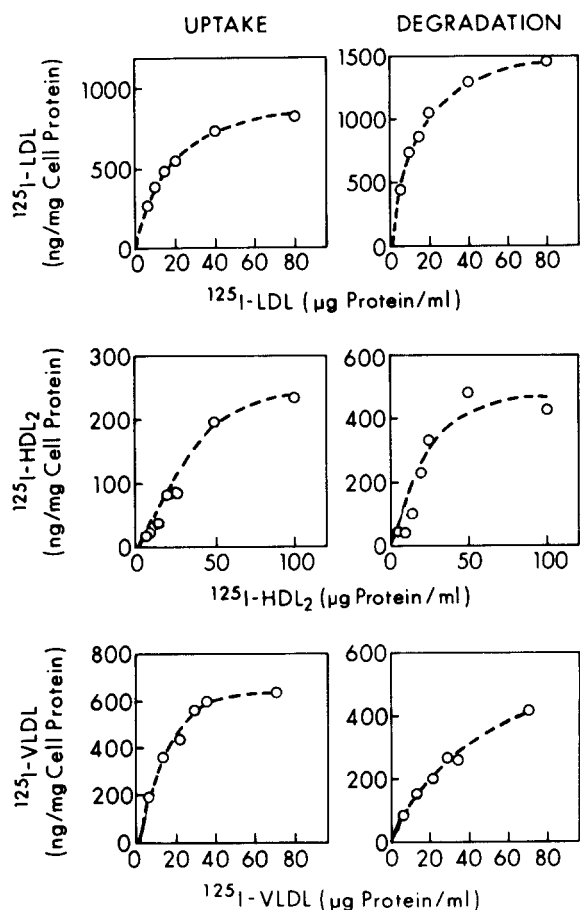 UPTAKE DEGRADATION
¹²⁵I-LDL
(ng/mg Cell Protein)
1000
500
0
0 20 40 60 80
1500
1000
500
0
0 20 40 60 80
¹²⁵I-LDL (µg Protein/ml)
¹²⁵I-HDL₂
(ng/mg Cell Protein)
300
200
100
0
0 50 100
600
400
200
0
0 50 100
¹²⁵I-HDL₂ (µg Protein/ml)
¹²⁵I-VLDL
(ng/mg Cell Protein)
800
600
400
200
0
0 20 40 60 80
600
400
200
0
0 20 40 60 80
¹²⁵I-VLDL (µg Protein/ml)